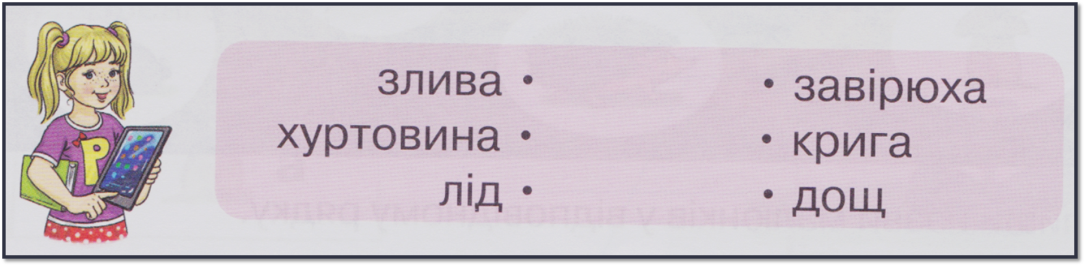 злива • • завірюха
хуртовина • • крига
лід • • дощ
Р